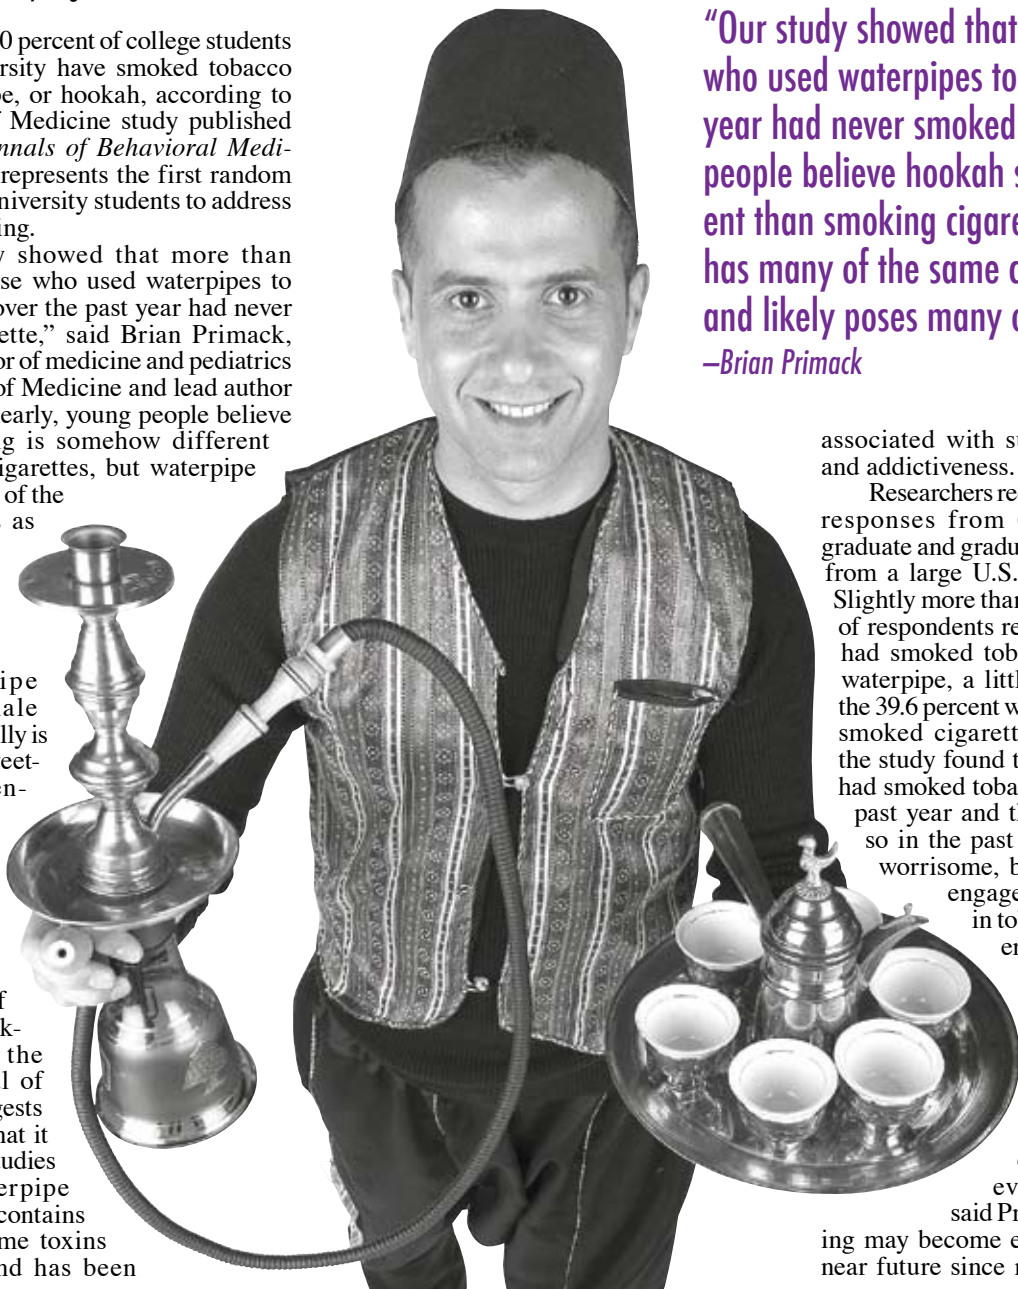 0 percent of college students
rsity have smoked tobacco
pe, or hookah, according to
Medicine study published
nnals of Behavioral Medi-
represents the first random
niversity students to address
ing.
y showed that more than
se who used waterpipes to
over the past year had never
ette,” said Brian Primack,
or of medicine and pediatrics
of Medicine and lead author
early, young people believe
g is somehow different
igarettes, but waterpipe
of the
as
ipe
ale
lly is
eet-
en-
f
k-
the
l of
gests
hat it
udies
erpipe
contains
me toxins
nd has been
“Our study showed that
who used waterpipes to
year had never smoked
people believe hookah s
ent than smoking cigare
has many of the same
and likely poses many
–Brian Primack
associated with s
and addictiveness.
Researchers re
responses from
graduate and gradu
from a large U.S.
Slightly more than
of respondents re
had smoked tob
waterpipe, a littl
the 39.6 percent w
smoked cigarett
the study found t
had smoked toba
past year and t
so in the past
worrisome, b
engage
in to
en
ev
said Pr
ing may become e
near future since